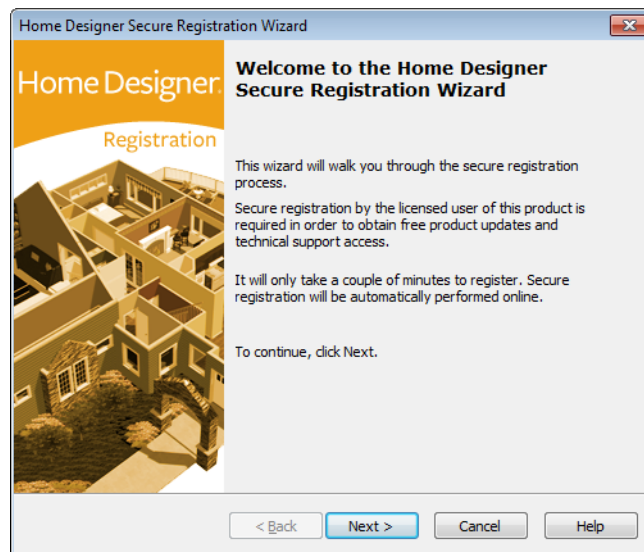 Home Designer Secure Registration Wizard
Home Designer.
Registration
Welcome to the Home Designer
Secure Registration Wizard
This wizard will walk you through the secure registration
process.
Secure registration by the licensed user of this product is
required in order to obtain free product updates and
technical support access.
It will only take a couple of minutes to register. Secure
registration will be automatically performed online.
To continue, click Next.
< Back Next > Cancel Help